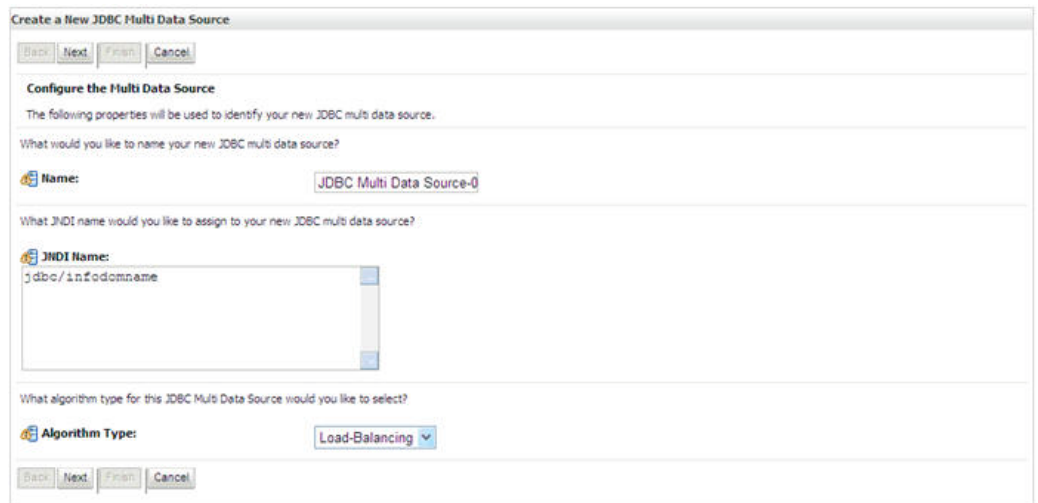 Create a New JDBC Multi Data Source
Back Next Finish Cancel
Configure the Multi Data Source
The following properties will be used to identify your new JDBC multi data source.
What would you like to name your new JDBC multi data source?
Name: JDBC Multi Data Source-0
What JNDI name would you like to assign to your new JDBC multi data source?
JNDI Name:
jdbc/infodomname
What algorithm type for this JDBC Multi Data Source would you like to select?
Algorithm Type: Load-Balancing
Back Next Finish Cancel